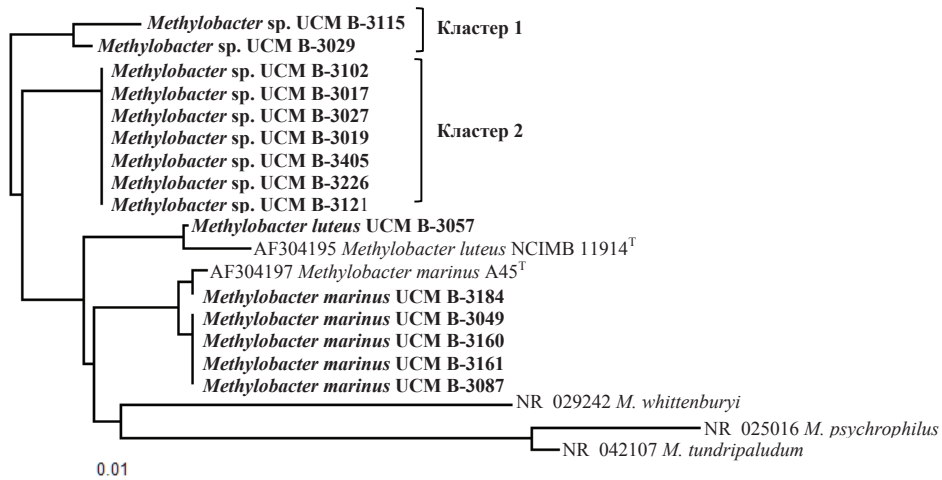 Methylobacter sp. UCM B-3115
Кластер 1
Methylobacter sp. UCM B-3029
Methylobacter sp. UCM B-3102
Methylobacter sp. UCM B-3017
Methylobacter sp. UCM B-3027
Methylobacter sp. UCM B-3019
Кластер 2
Methylobacter sp. UCM B-3405
Methylobacter sp. UCM B-3226
Methylobacter sp. UCM B-3121
Methylobacter luteus UCM B-3057
AF304195 Methylobacter luteus NCIMB 11914T
AF304197 Methylobacter marinus A45T
Methylobacter marinus UCM B-3184
Methylobacter marinus UCM B-3049
Methylobacter marinus UCM B-3160
Methylobacter marinus UCM B-3161
Methylobacter marinus UCM B-3087
NR 029242 M. whittenburyi
NR 025016 M. psychrophilus
NR 042107 M. tundripaludum
0.01